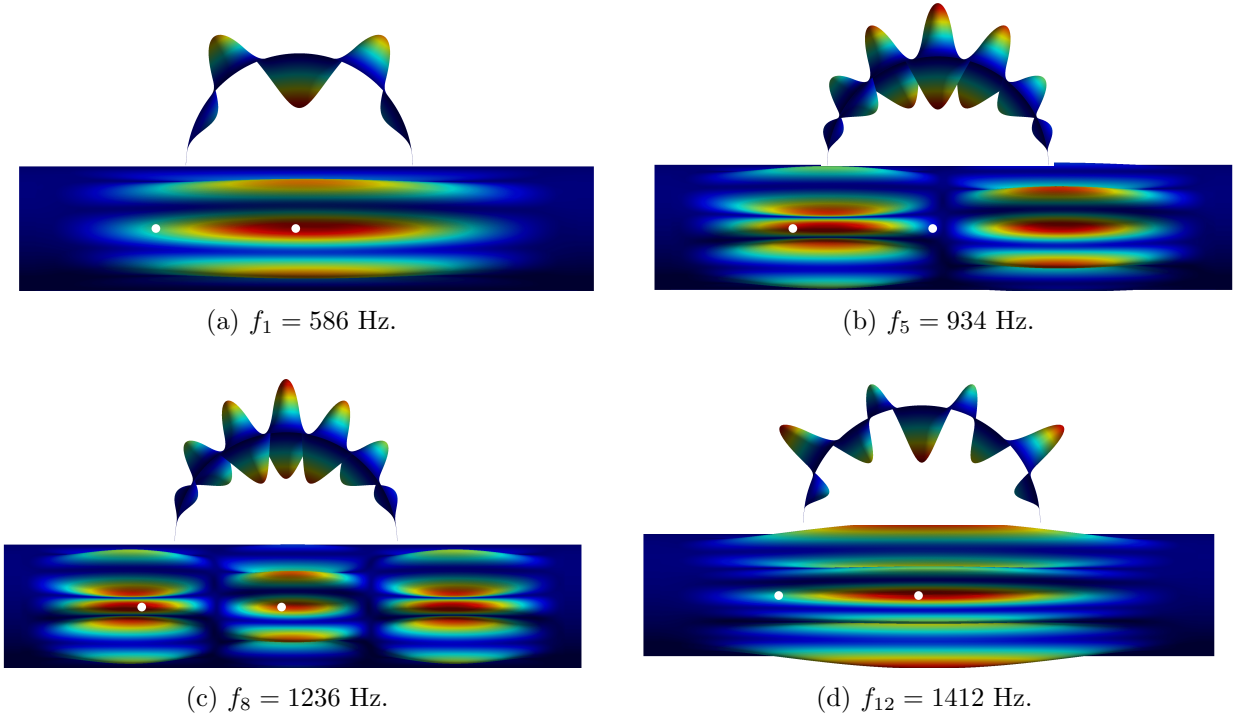 (a) f₁ = 586 Hz.
(b) f₅ = 934 Hz.
(c) f₈ = 1236 Hz.
(d) f₁₂ = 1412 Hz.